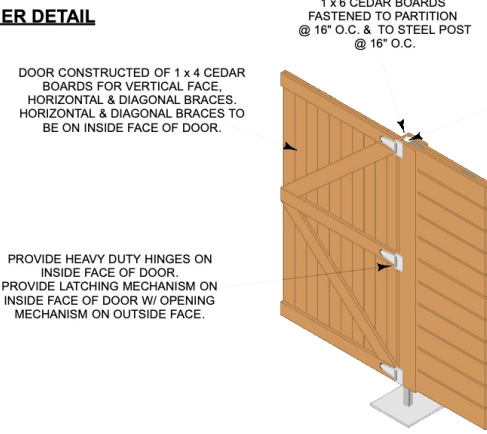 ER DETAIL
1 x 6 CEDAR BOARDS
FASTENED TO PARTITION
@ 16" O.C. & TO STEEL POST
@ 16" O.C.
DOOR CONSTRUCTED OF 1 x 4 CEDAR
BOARDS FOR VERTICAL FACE,
HORIZONTAL & DIAGONAL BRACES.
HORIZONTAL & DIAGONAL BRACES TO
BE ON INSIDE FACE OF DOOR.
PROVIDE HEAVY DUTY HINGES ON
INSIDE FACE OF DOOR.
PROVIDE LATCHING MECHANISM ON
INSIDE FACE OF DOOR W/ OPENING
MECHANISM ON OUTSIDE FACE.